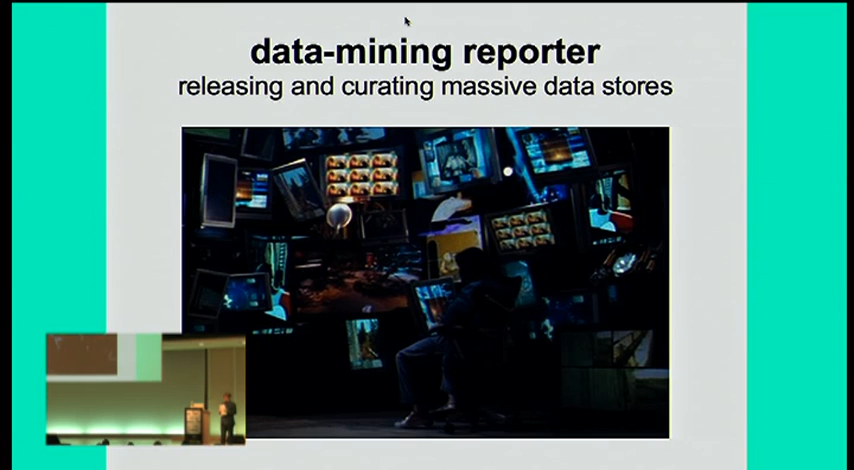 data-mining reporter
releasing and curating massive data stores